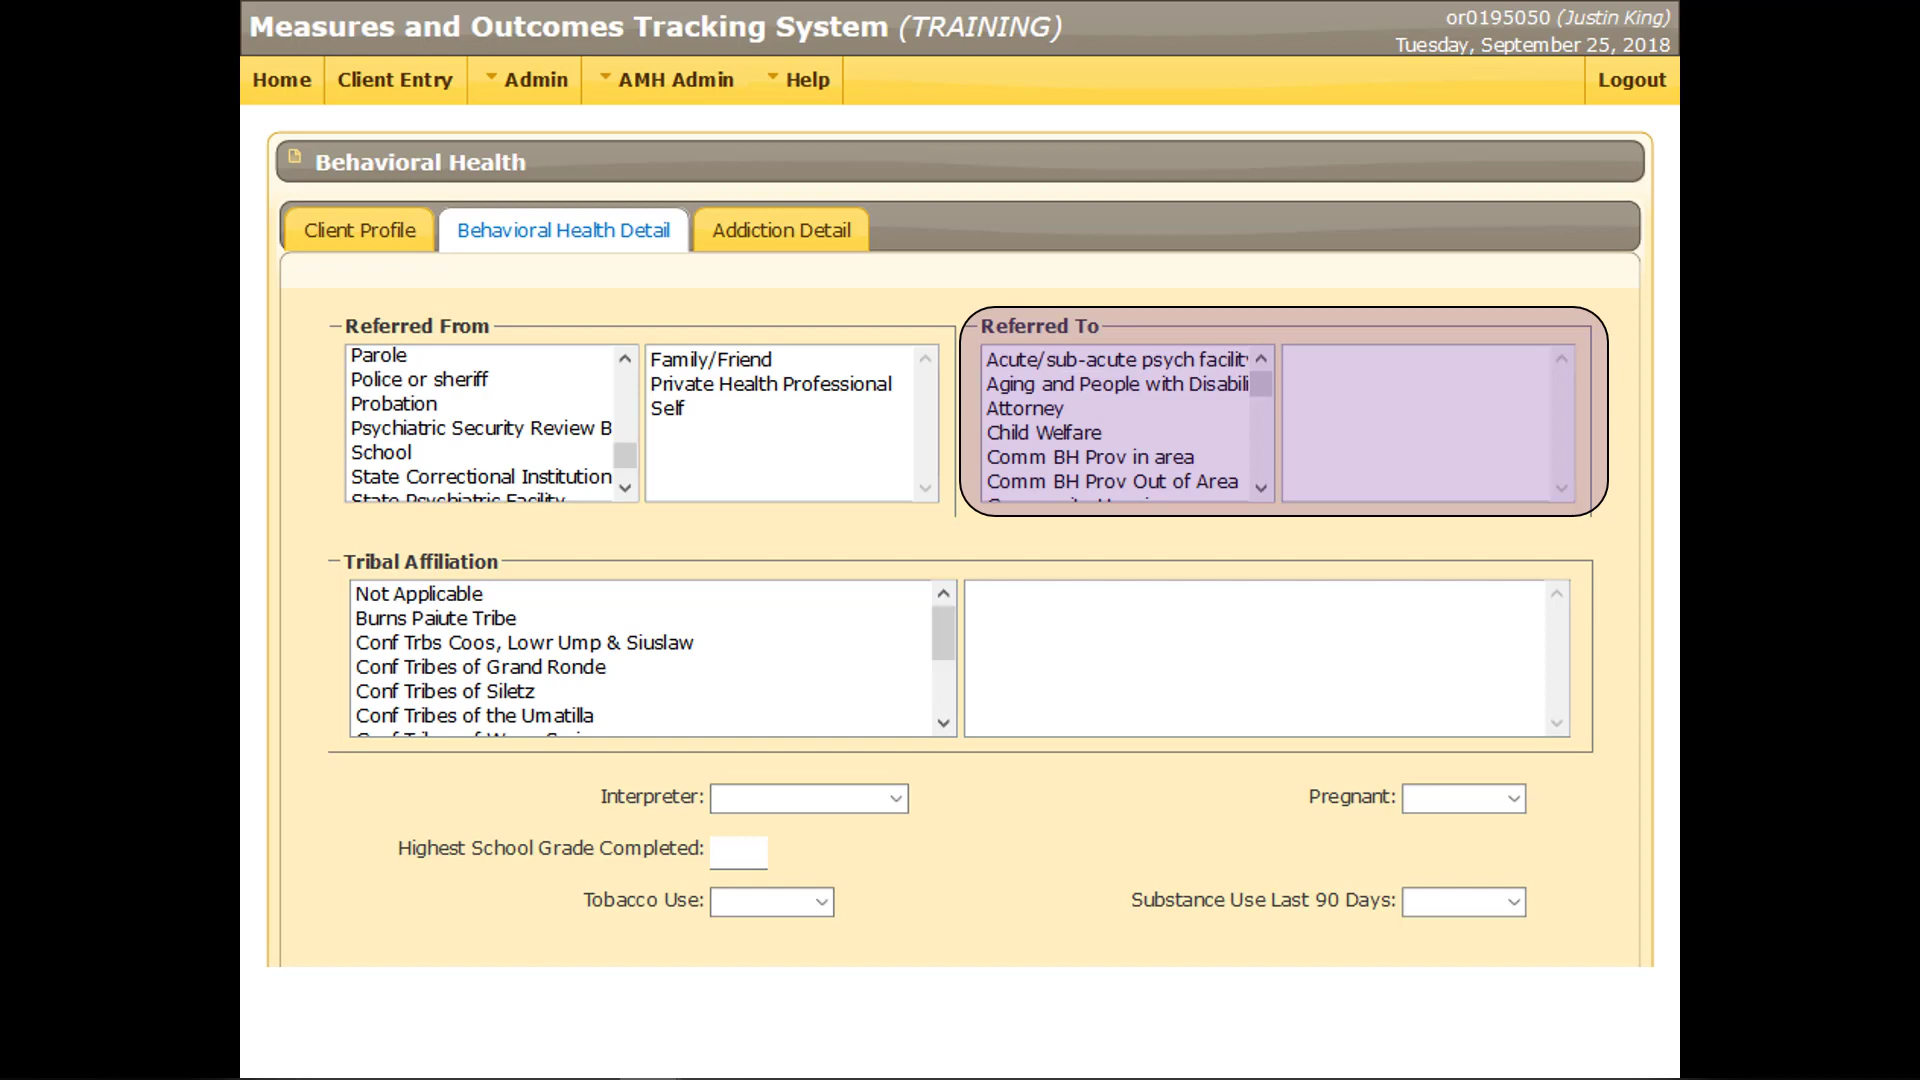 Measures and Outcomes Tracking System (TRAINING)
or0195050 (Justin King)
Tuesday, September 25, 2018
Home
Client Entry
Admin
AMH Admin
Help
Logout
Behavioral Health
Client Profile
Behavioral Health Detail
Addiction Detail
Referred From
Parole
Police or sheriff
Probation
Psychiatric Security Review B
School
State Correctional Institution
State Psychiatric Facility
Family/Friend
Private Health Professional
Self
Referred To
Acute/sub-acute psych facility
Aging and People with Disabili
Attorney
Child Welfare
Comm BH Prov in area
Comm BH Prov Out of Area
Tribal Affiliation
Not Applicable
Burns Paiute Tribe
Conf Trbs Coos, Lowr Ump & Siuslaw
Conf Tribes of Grand Ronde
Conf Tribes of Siletz
Conf Tribes of the Umatilla
Interpreter:
Pregnant:
Highest School Grade Completed:
Tobacco Use:
Substance Use Last 90 Days: